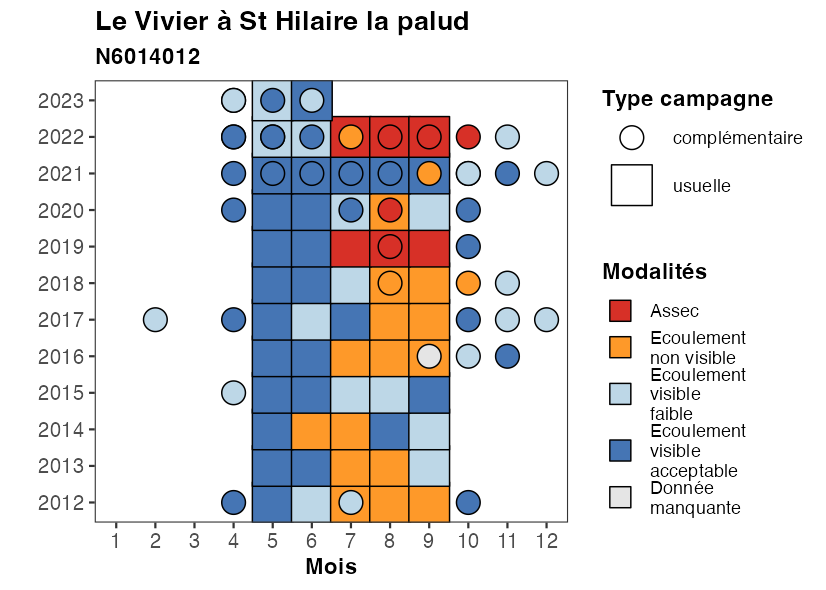 Le Vivier à St Hilaire la palud
N6014012
2023
2022
2021
2020
2019
2018
2017
2016
2015
2014
2013
2012
1 2 3 4 5 6 7 8 9 10 11 12
Mois
Type campagne
complémentaire
usuelle
Modalités
Assec
Ecoulement
non visible
Ecoulement
visible
faible
Ecoulement
visible
acceptable
Donnée
manquante